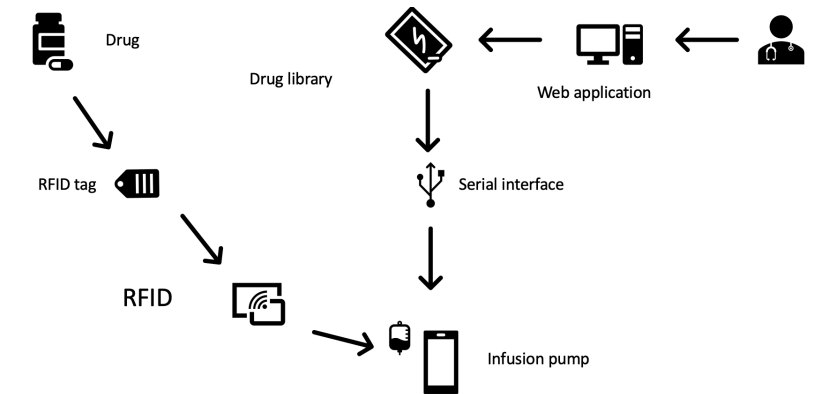 Drug
Drug library
Web application
RFID tag
Serial interface
RFID
Infusion pump